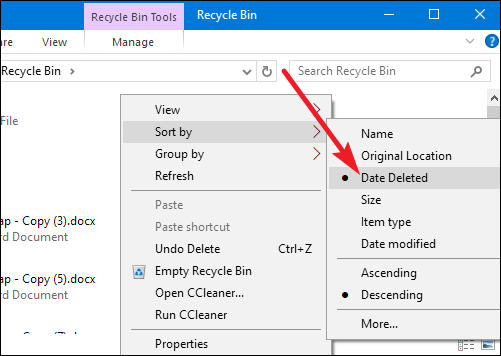 Recycle Bin Tools
Recycle Bin
are
View
Manage
Recycle Bin
Search Recycle Bin
File
ap - Copy (3).docx
rd Document
ap - Copy (5).docx
rd Document
View
Sort by
Group by
Refresh
Paste
Paste shortcut
Undo Delete Ctrl+Z
Empty Recycle Bin
Open CCleaner...
Run CCleaner
Properties
Name
Original Location
Date Deleted
Size
Item type
Date modified
Ascending
Descending
More...